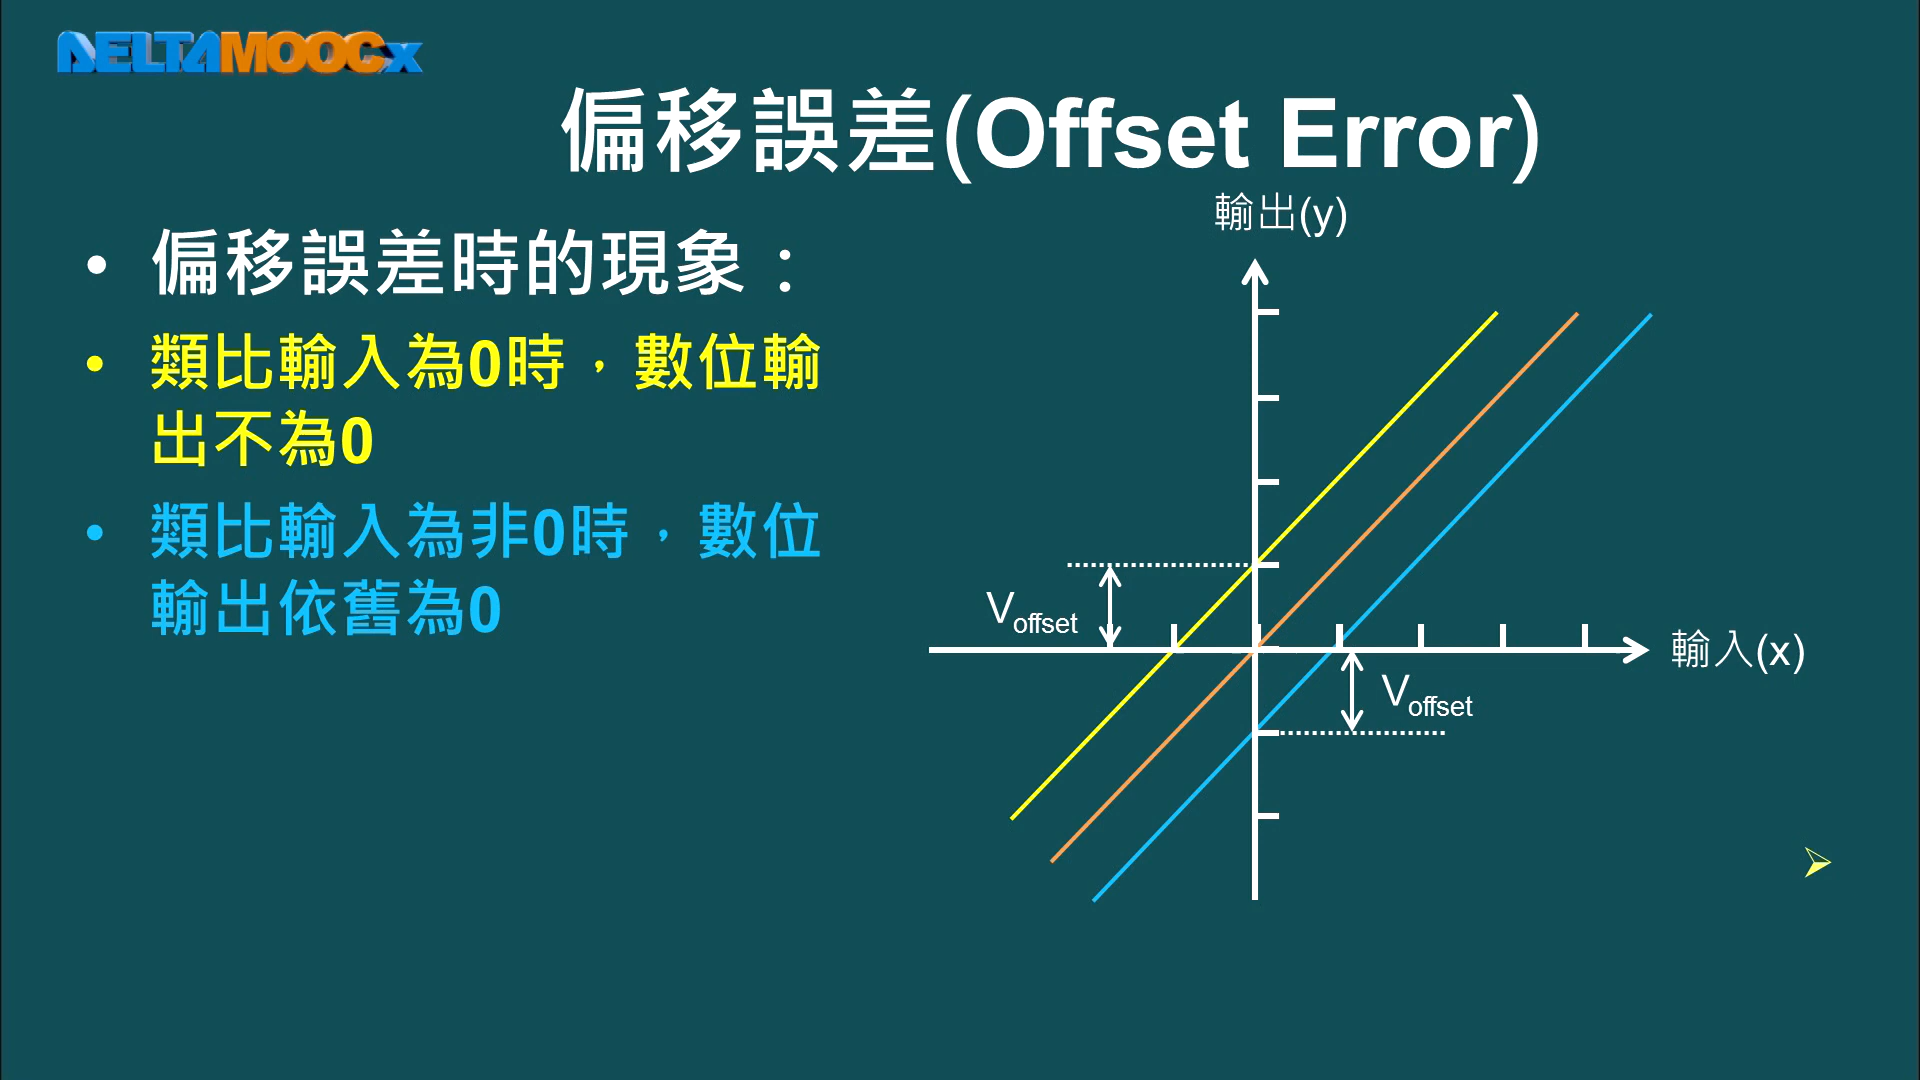 DELTAMOOCx
偏移誤差(Offset Error)
• 偏移誤差時的現象：
• 類比輸入為0時，數位輸
出不為0
• 類比輸入為非0時，數位
輸出依舊為0
輸出(y)
Voffset
輸入(x)
Voffset